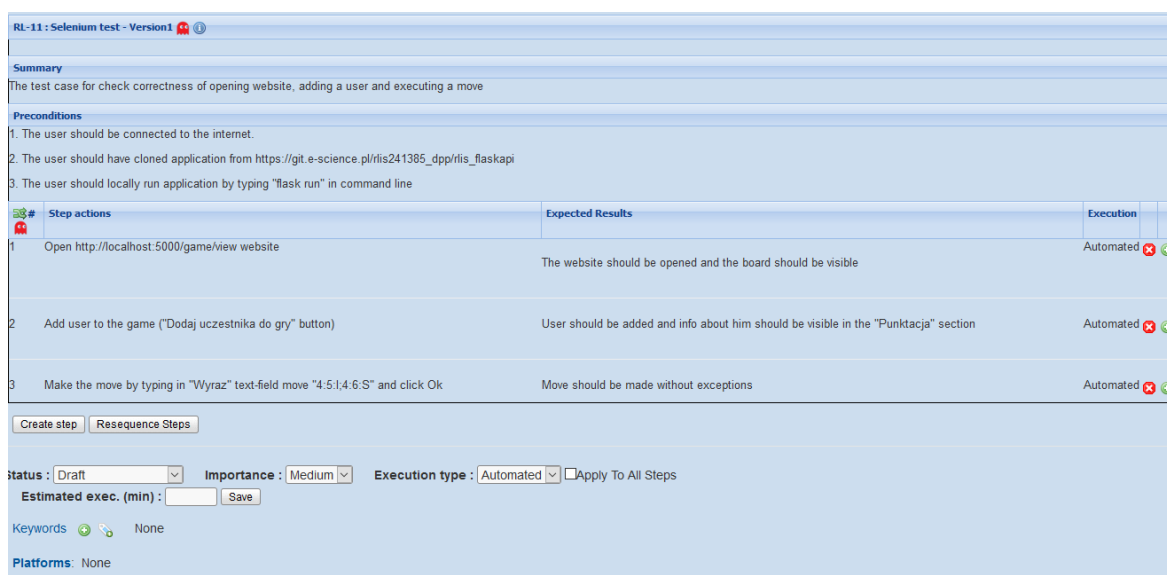 RL-11 : Selenium test - Version1
Summary
The test case for check correctness of opening website, adding a user and executing a move
Preconditions
1. The user should be connected to the internet.
2. The user should have cloned application from https://git.e-science.pl/rlis241385_dpp/rlis_flaskapi
3. The user should locally run application by typing "flask run" in command line
# Step actions Expected Results Execution
1 Open http://localhost:5000/game/view website The website should be opened and the board should be visible Automated
2 Add user to the game ("Dodaj uczestnika do gry" button) User should be added and info about him should be visible in the "Punktacja" section Automated
3 Make the move by typing in "Wyraz" text-field move "4:5:I;4:6:S" and click Ok Move should be made without exceptions Automated
Create step Resequence Steps
Status : Draft Importance : Medium Execution type : Automated Apply To All Steps
Estimated exec. (min) : Save
Keywords None
Platforms: None